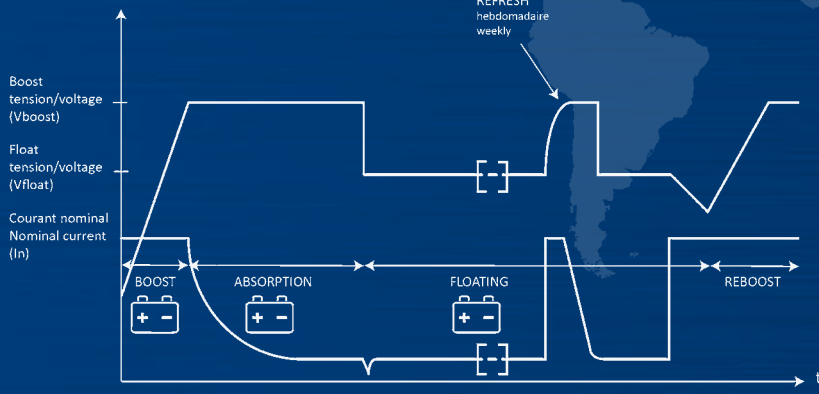 REFRESH
hebdomadaire
weekly
Boost
tension/voltage
(Vboost)
Float
tension/voltage
(Vfloat)
Courant nominal
Nominal current
(In)
BOOST
ABSORPTION
FLOATING
REBOOST
+ -
+ -
+ -
t